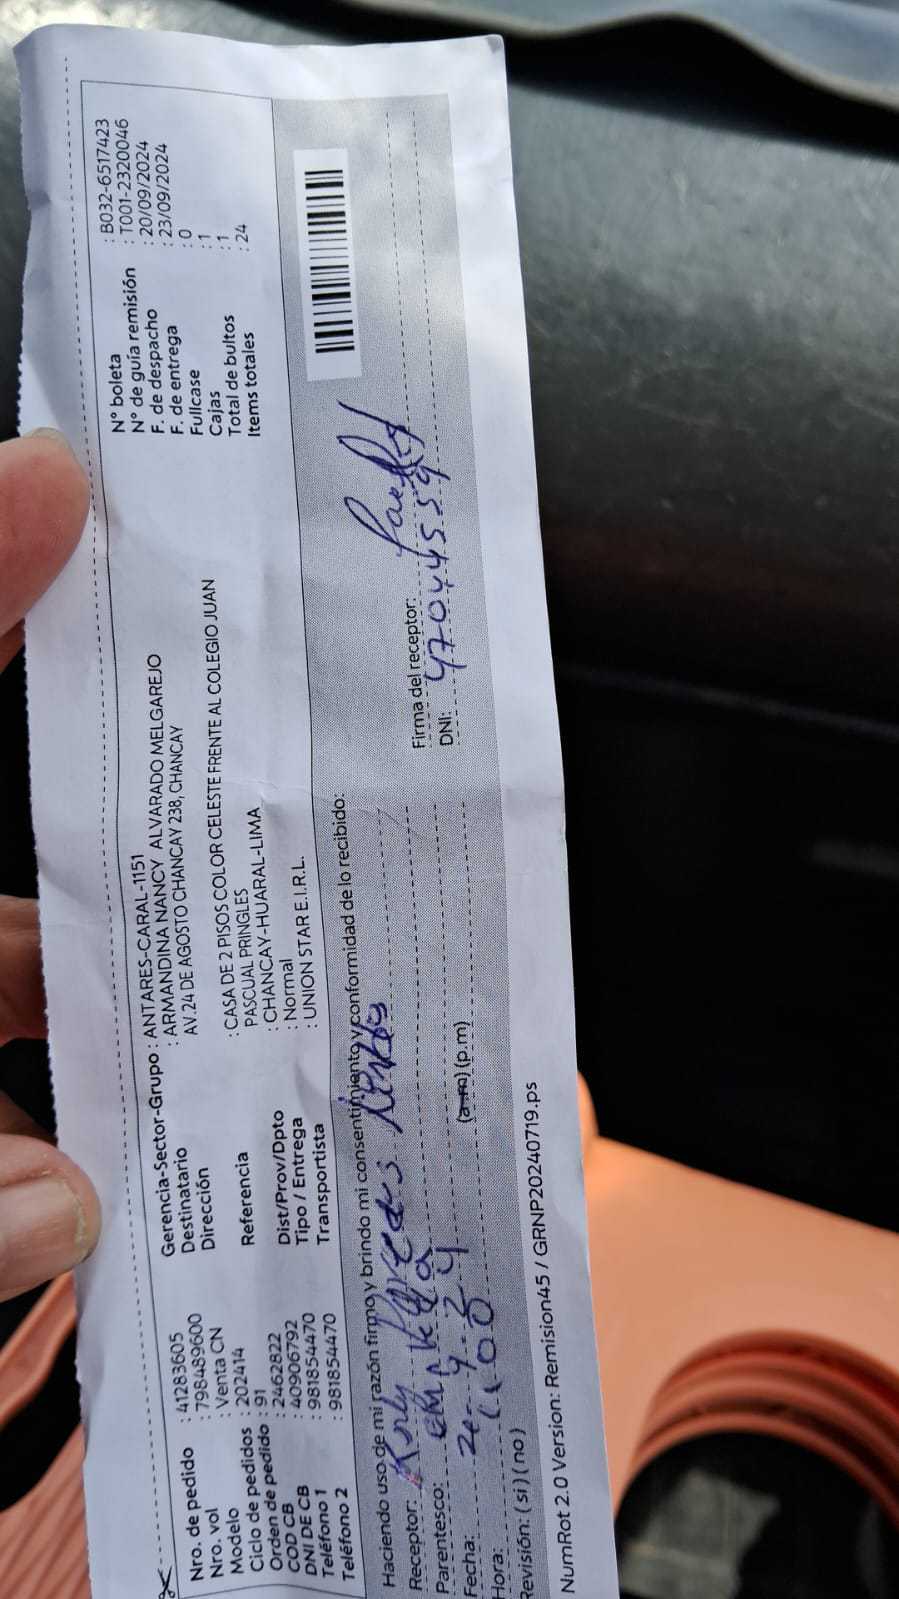 Nro. de pedido : 41283605
Nro. vol : 798489600
Modelo : Venta CN
Ciclo de pedidos : 202414
Orden de pedido : 91
COD CB : 2462822
DNI DE CB : 40906792
Teléfono 1 : 981854470
Teléfono 2 : 981854470
Gerencia-Sector-Grupo : ANTARES-CARAL-1151
Destinatario : ARMANDINA NANCY ALVARADO MELGAREJO
Dirección AV.24 DE AGOSTO CHANCAY 238, CHANCAY
Referencia : CASA DE 2 PISOS COLOR CELESTE FRENTE AL COLEGIO JUAN
PASCUAL PRINGLES
Dist/Prov/Dpto : CHANCAY-HUARAL-LIMA
Tipo / Entrega : Normal
Transportista : UNION STAR E.I.R.L.
N° boleta : B032-6517423
N° de guía remisión : T001-2320046
F. de despacho : 20/09/2024
F. de entrega : 23/09/2024
Fullcase : 0
Cajas : 1
Total de bultos : 1
Items totales : 24
Haciendo uso de mi razón firmo y brindo mi consentimiento y conformidad de lo recibido:
Receptor: Paredes
Parentesco:
Fecha: 9 24
Hora: 1:00 (a.m) (p.m)
Revisión: ( si ) ( no )
Firma del receptor:
DNI: 47044559
NumRot 2.0 Version: Remision45 / GRNP20240719.ps